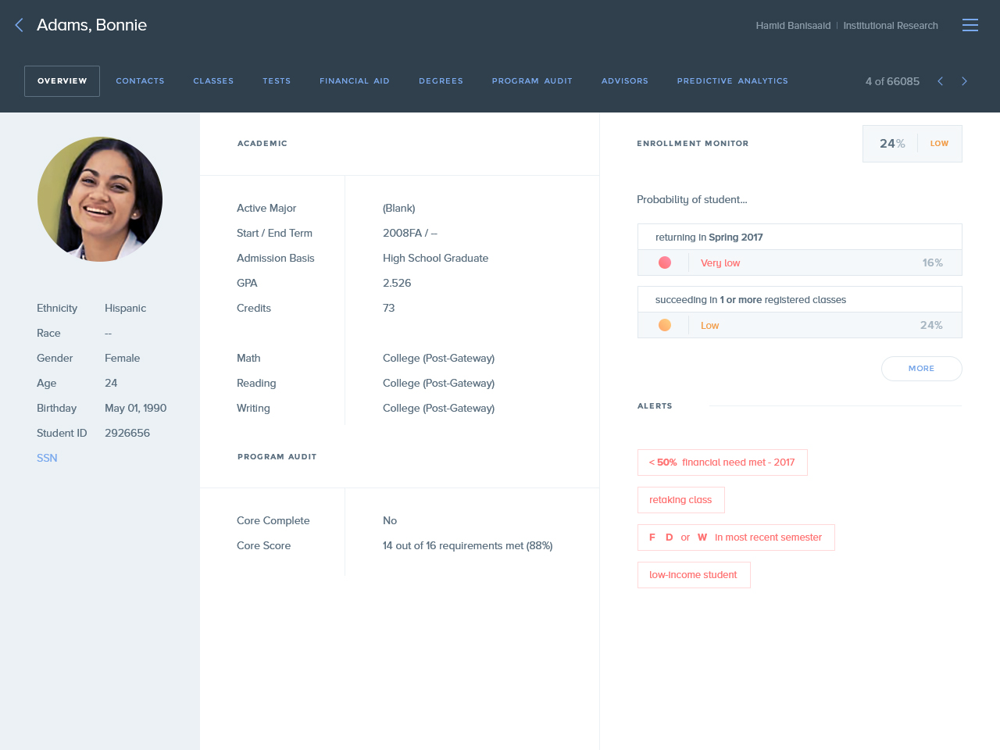 Adams, Bonnie
Hamid Banisaaid | Institutional Research
OVERVIEW CONTACTS CLASSES TESTS FINANCIAL AID DEGREES PROGRAM AUDIT ADVISORS PREDICTIVE ANALYTICS 4 of 66085
Ethnicity Hispanic
Race --
Gender Female
Age 24
Birthday May 01, 1990
Student ID 2926656
SSN
ACADEMIC
Active Major (Blank)
Start / End Term 2008FA / –
Admission Basis High School Graduate
GPA 2.526
Credits 73
Math College (Post-Gateway)
Reading College (Post-Gateway)
Writing College (Post-Gateway)
PROGRAM AUDIT
Core Complete No
Core Score 14 out of 16 requirements met (88%)
ENROLLMENT MONITOR 24% LOW
Probability of student...
returning in Spring 2017
Very low 16%
succeeding in 1 or more registered classes
Low 24%
MORE
ALERTS
< 50% financial need met - 2017
retaking class
F D or W in most recent semester
low-income student